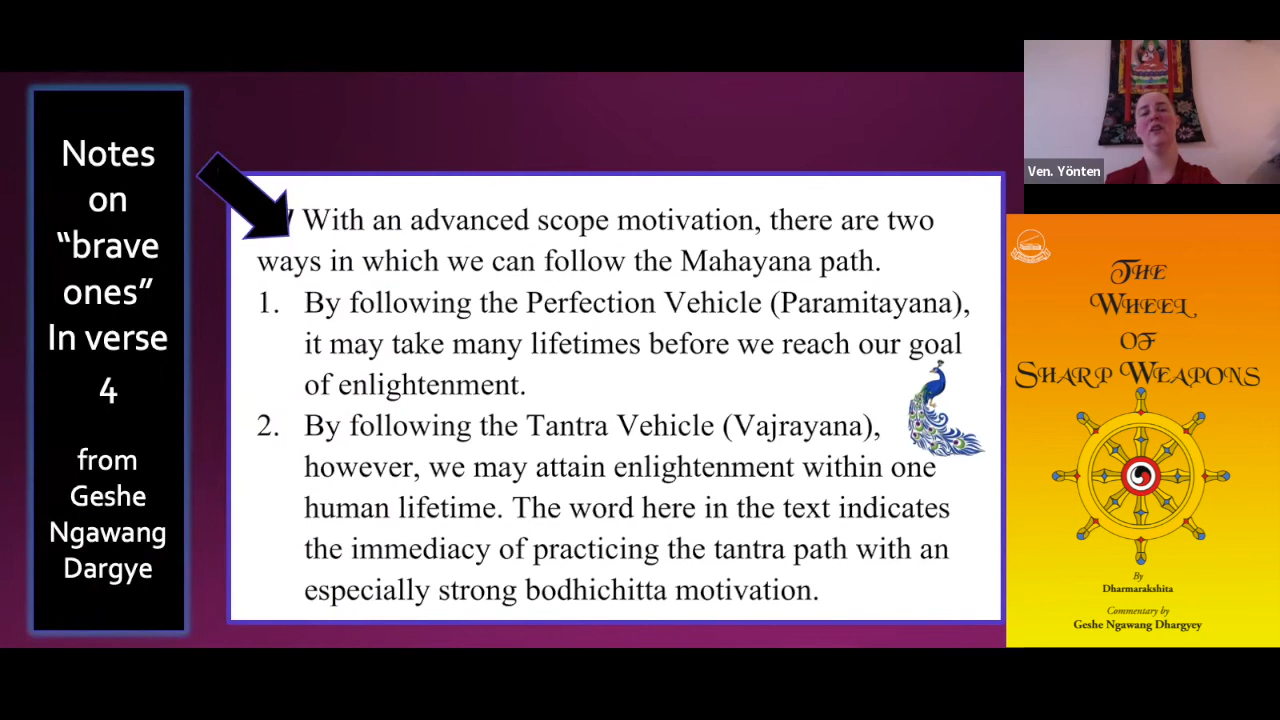 Notes
on
“brave
ones”
In verse
4
from
Geshe
Ngawang
Dargye
With an advanced scope motivation, there are two
ways in which we can follow the Mahayana path.
1. By following the Perfection Vehicle (Paramitayana),
it may take many lifetimes before we reach our goal
of enlightenment.
2. By following the Tantra Vehicle (Vajrayana),
however, we may attain enlightenment within one
human lifetime. The word here in the text indicates
the immediacy of practicing the tantra path with an
especially strong bodhichitta motivation.
Ven. Yönten
THE
WHEEL
OF
SHARP WEAPONS
By
Dharmarakshita
Commentary by
Geshe Ngawang Dhargyey